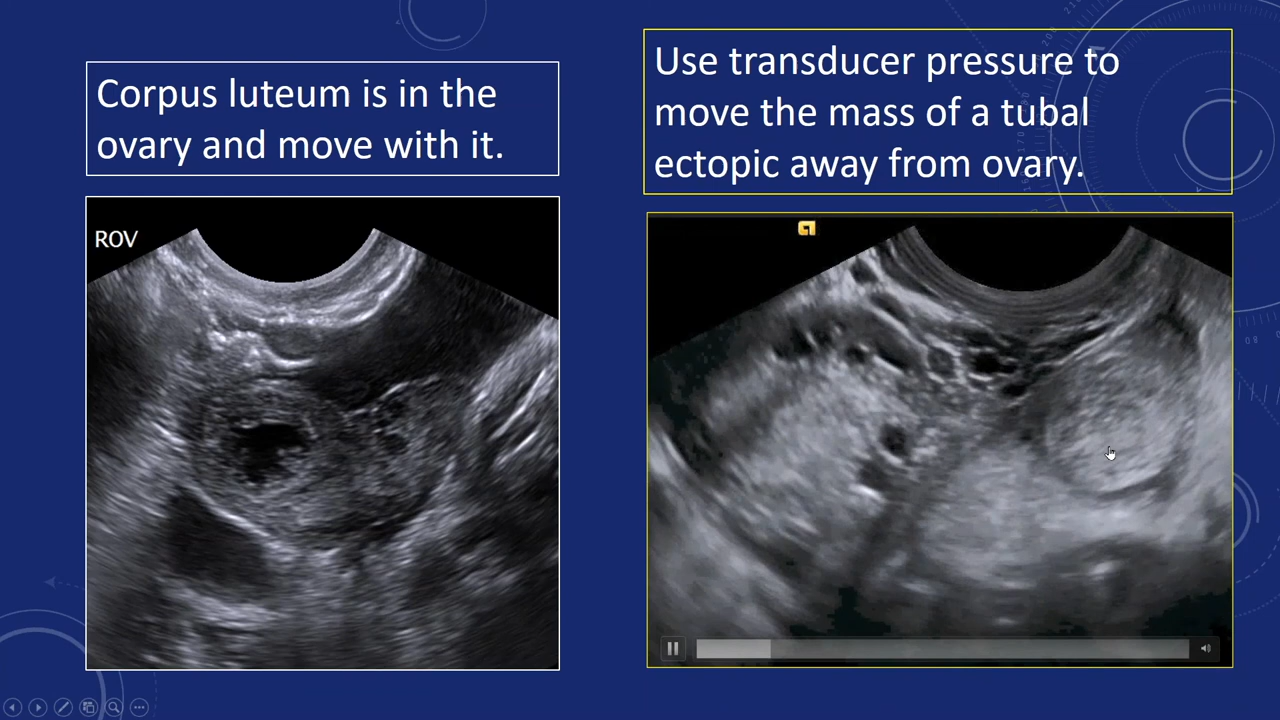 Corpus luteum is in the
ovary and move with it.
Use transducer pressure to
move the mass of a tubal
ectopic away from ovary.
ROV